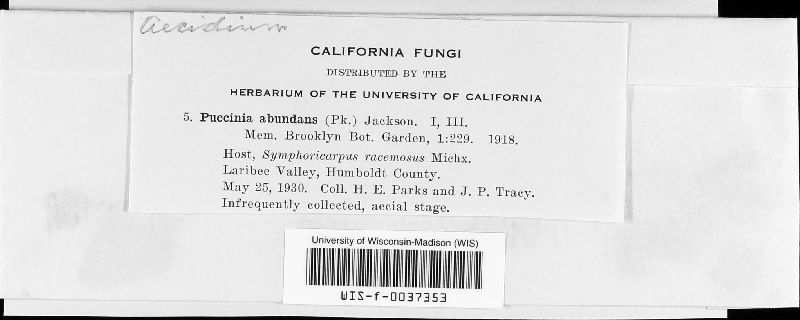 Aecidium
CALIFORNIA FUNGI
DISTRIBUTED BY THE
HERBARIUM OF THE UNIVERSITY OF CALIFORNIA
5. Puccinia abundans (Pk.) Jackson. I, III.
Mem. Brooklyn Bot. Garden, 1:229. 1918.
Host, Symphoricarpus racemosus Michx.
Laribee Valley, Humboldt County.
May 25, 1930. Coll. H. E. Parks and J. P. Tracy.
Infrequently collected, aecial stage.
University of Wisconsin-Madison (WIS)
WIS-f-0037353